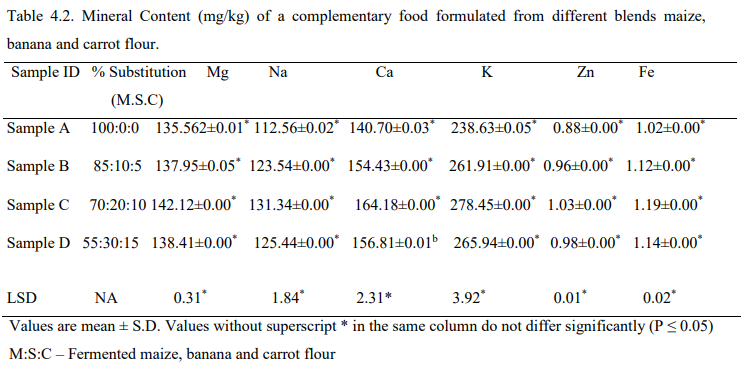 Table 4.2. Mineral Content (mg/kg) of a complementary food formulated from different blends maize,
banana and carrot flour.
Sample ID % Substitution Mg Na Ca K Zn Fe
(M.S.C)
Sample A 100:0:0 135.562±0.01* 112.56±0.02* 140.70±0.03* 238.63±0.05* 0.88±0.00* 1.02±0.00*
Sample B 85:10:5 137.95±0.05* 123.54±0.00* 154.43±0.00* 261.91±0.00* 0.96±0.00* 1.12±0.00*
Sample C 70:20:10 142.12±0.00* 131.34±0.00* 164.18±0.00* 278.45±0.00* 1.03±0.00* 1.19±0.00*
Sample D 55:30:15 138.41±0.00* 125.44±0.00* 156.81±0.01ᵇ 265.94±0.00* 0.98±0.00* 1.14±0.00*
LSD NA 0.31* 1.84* 2.31* 3.92* 0.01* 0.02*
Values are mean ± S.D. Values without superscript * in the same column do not differ significantly (P ≤ 0.05)
M:S:C – Fermented maize, banana and carrot flour